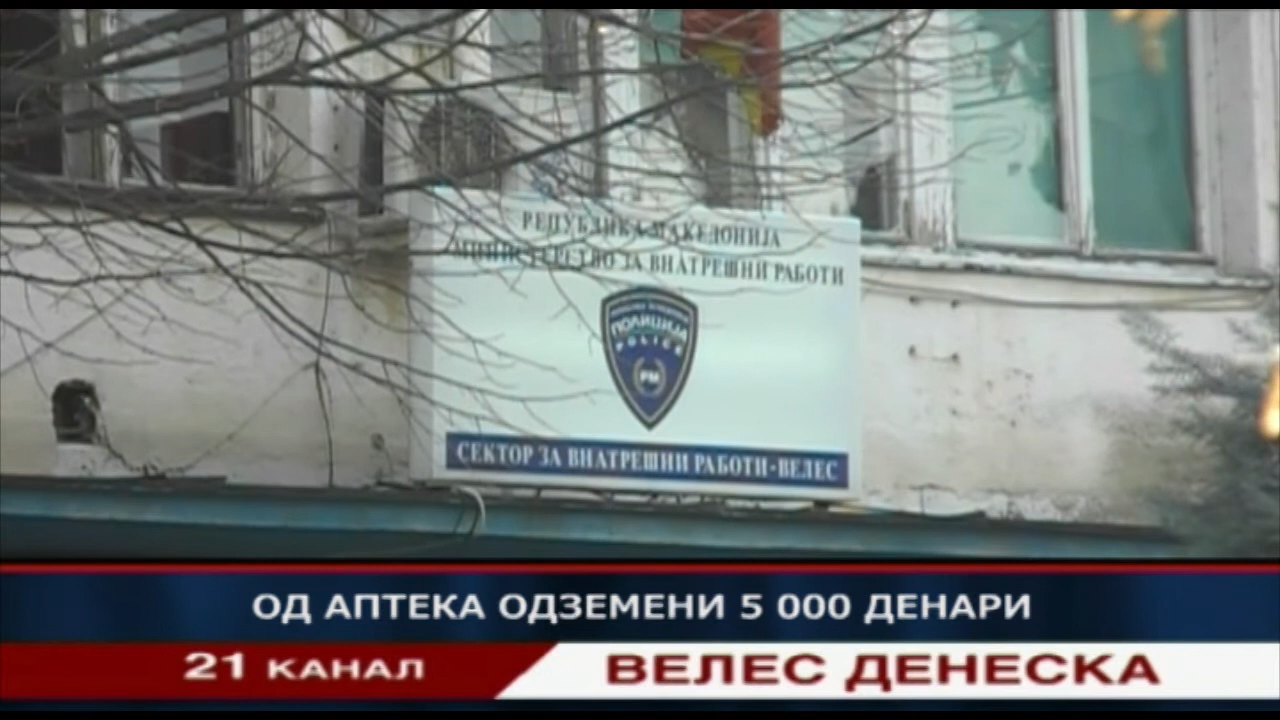 РЕПУБЛИКА МАКЕДОНИЈА
МИНИСТЕРСТВО ЗА ВНАТРЕШНИ РАБОТИ
ПОЛИЦИЈА
POLICE
РМ
СЕКТОР ЗА ВНАТРЕШНИ РАБОТИ-ВЕЛЕС
ОД АПТЕКА ОДЗЕМЕНИ 5 000 ДЕНАРИ
21 КАНАЛ
ВЕЛЕС ДЕНЕСКА